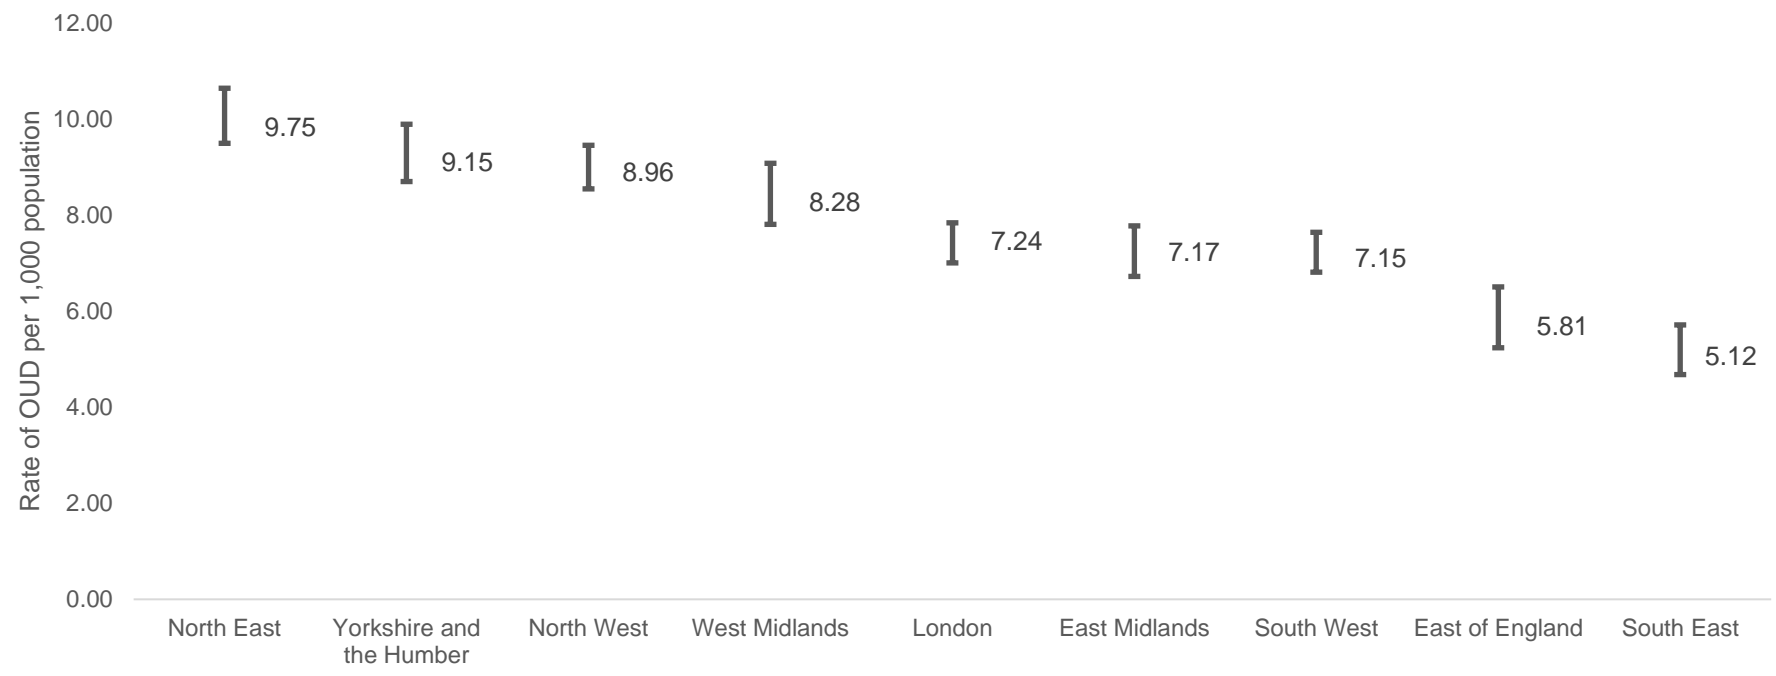 12.00
10.00
8.00
6.00
4.00
2.00
0.00
Rate of OUD per 1,000 population
9.75
9.15
8.96
8.28
7.24
7.17
7.15
5.81
5.12
North East
Yorkshire and
the Humber
North West
West Midlands
London
East Midlands
South West
East of England
South East